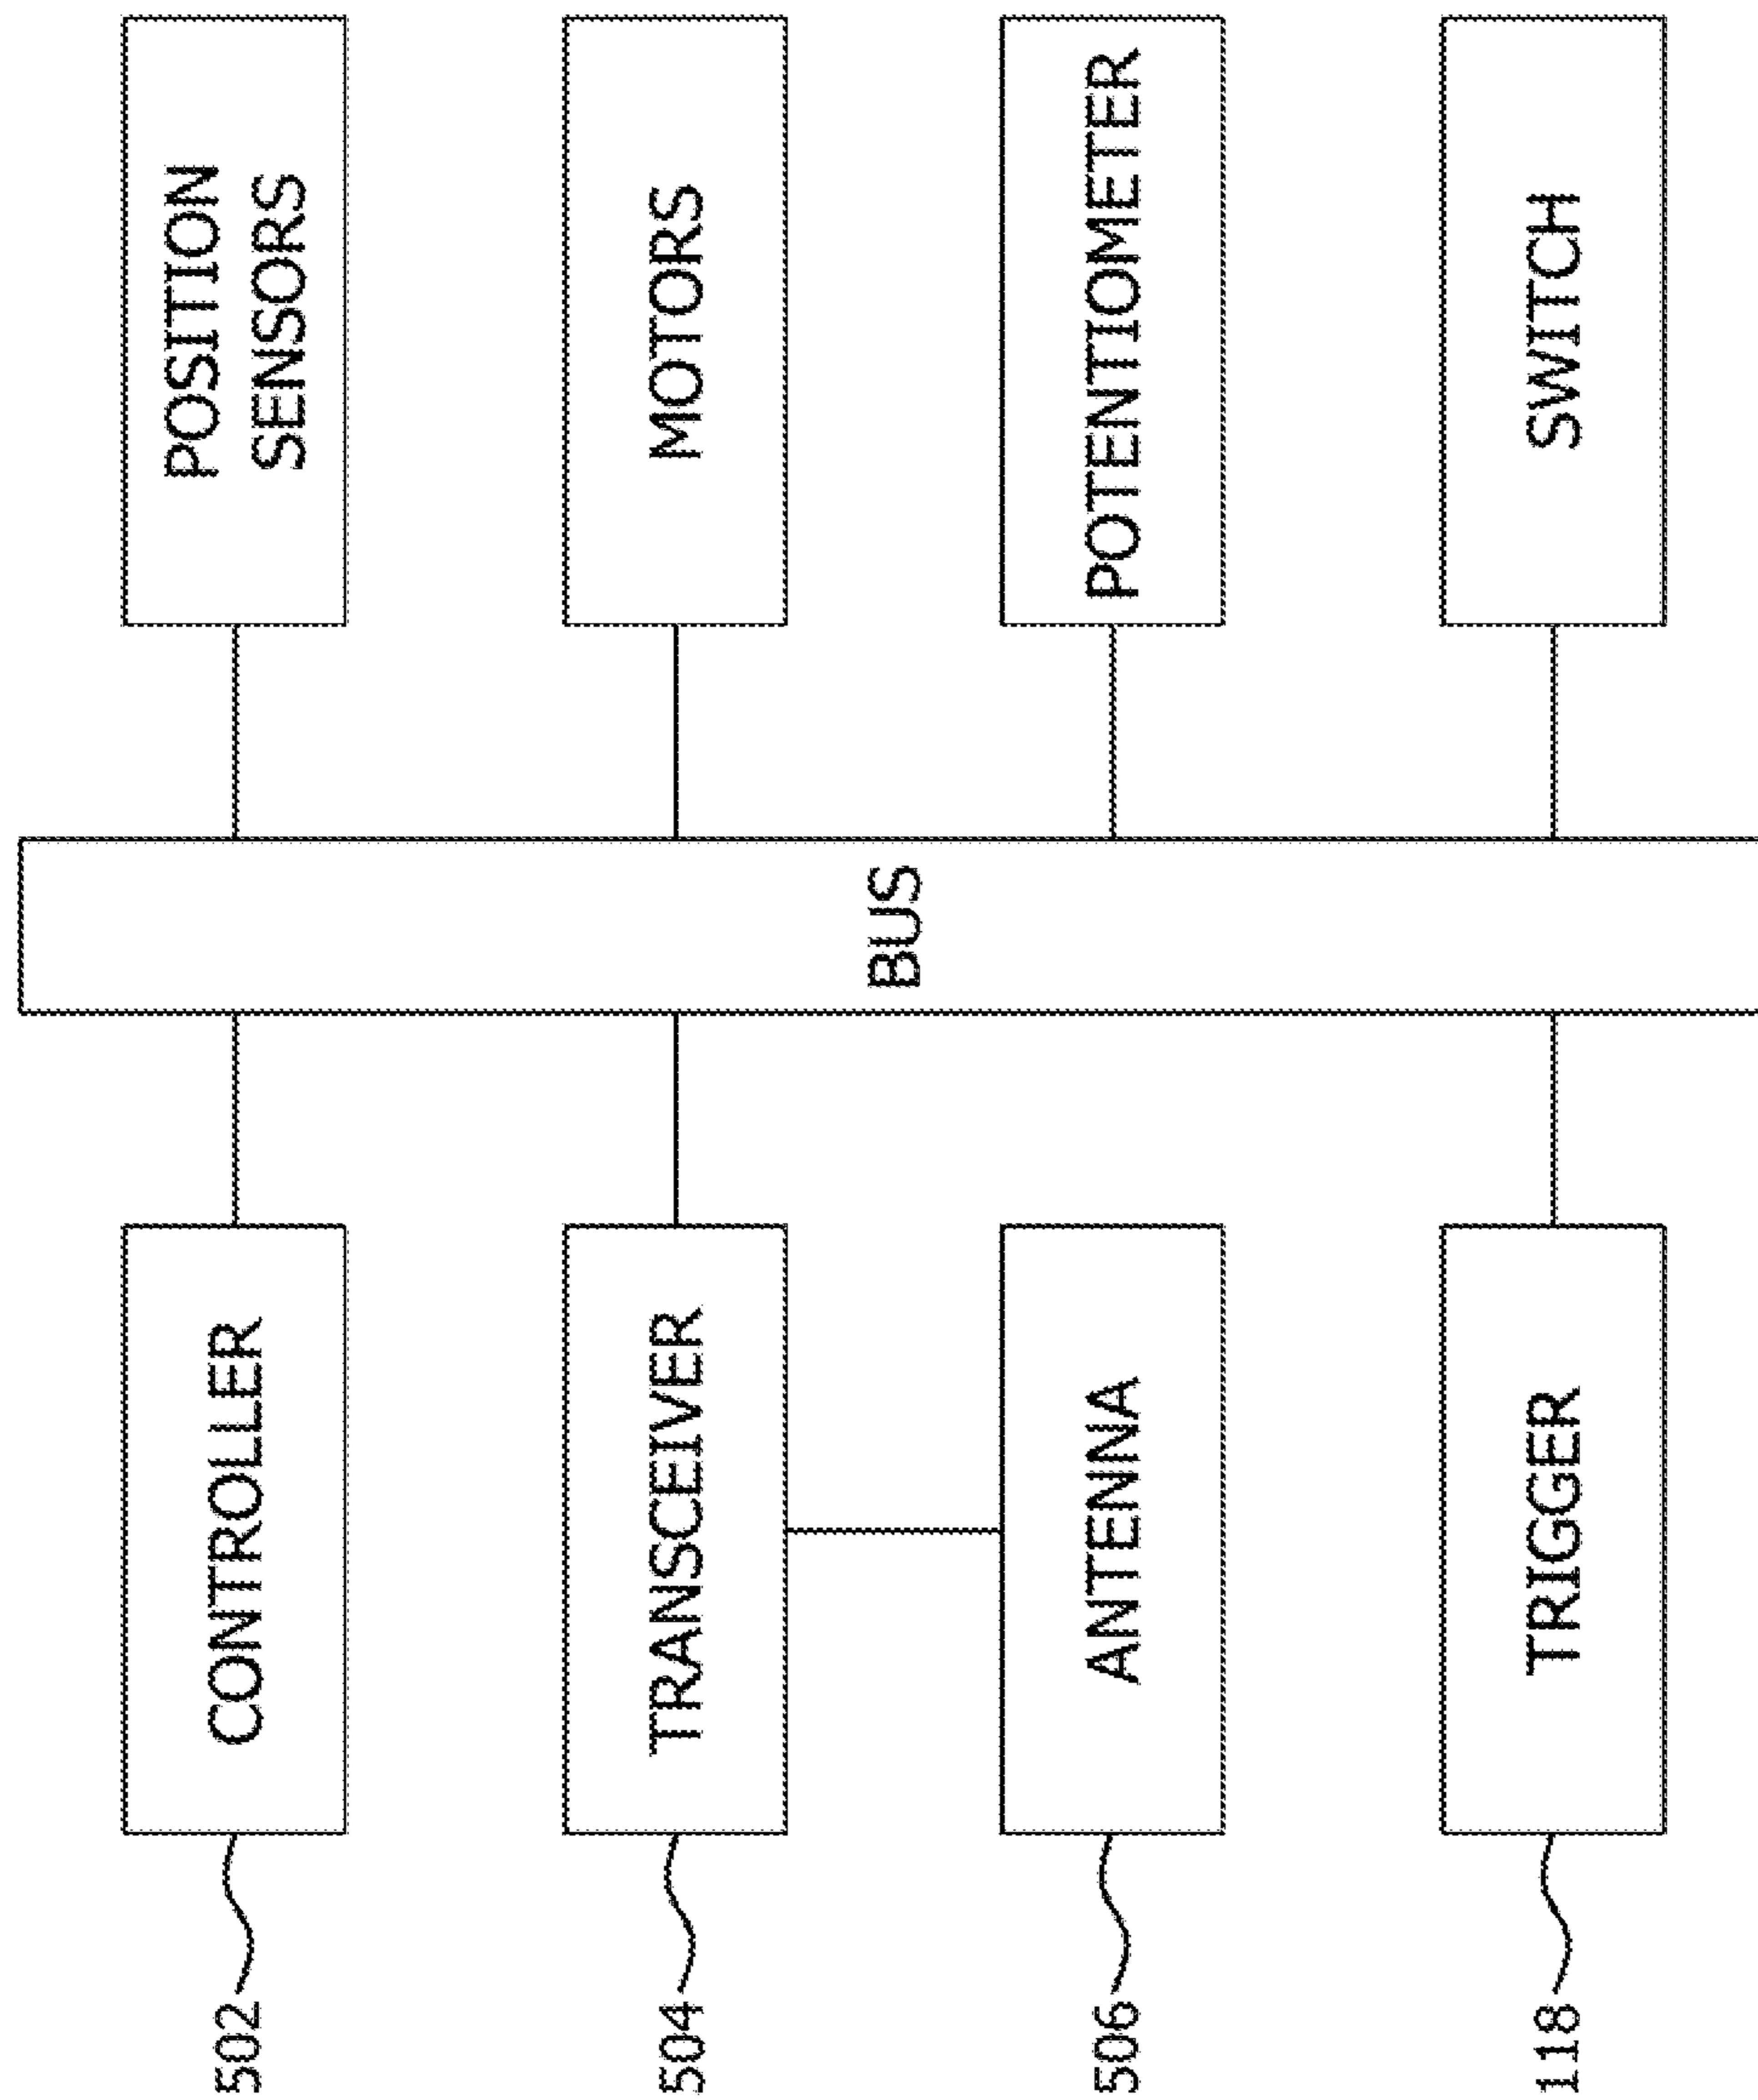 502
CONTROLLER
504
TRANSCEIVER
506
ANTENNA
118
TRIGGER
BUS
POSITION
SENSORS
MOTORS
POTENTIOMETER
SWITCH